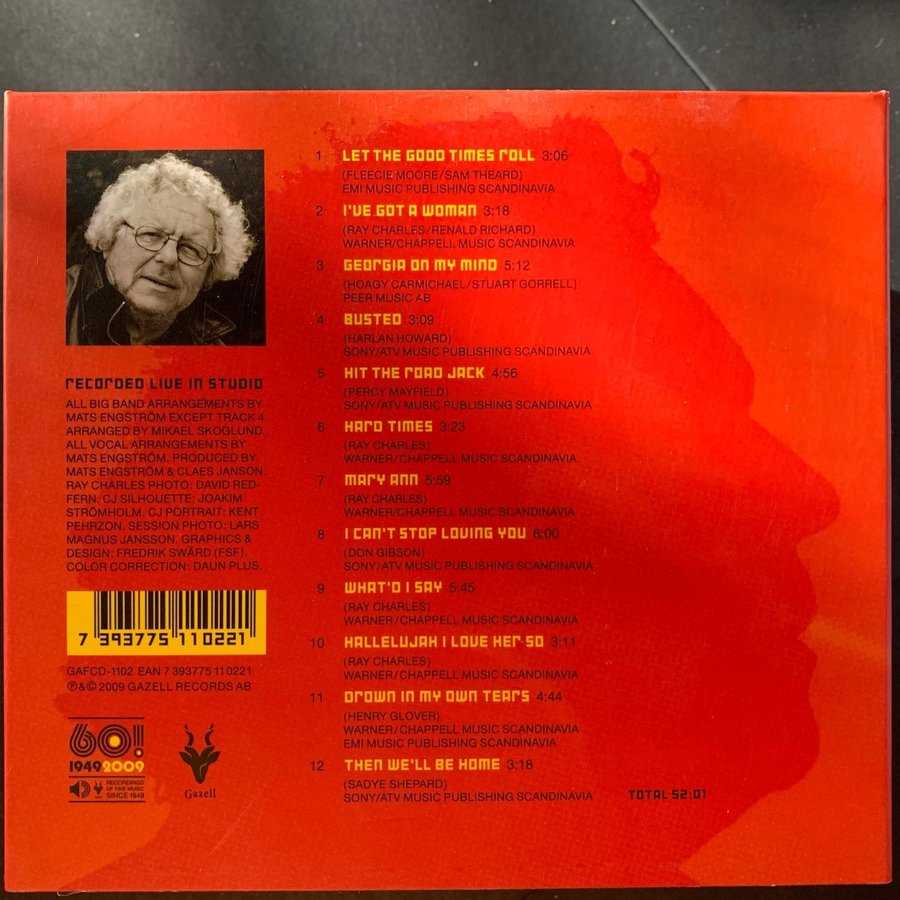 1 LET THE GOOD TIMES ROLL 3:06
(FLEECIE MOORE/SAM THEARD)
EMI MUSIC PUBLISHING SCANDINAVIA
2 I'VE GOT A WOMAN 3:18
(RAY CHARLES/RENALD RICHARD)
WARNER/CHAPPELL MUSIC SCANDINAVIA
3 GEORGIA ON MY MIND 5:12
(HOAGY CARMICHAEL/STUART GORRELL)
PEER MUSIC AB
4 BUSTED 3:09
(HARLAN HOWARD)
SONY/ATV MUSIC PUBLISHING SCANDINAVIA
5 HIT THE ROAD JACK 4:56
(PERCY MAYFIELD)
SONY/ATV MUSIC PUBLISHING SCANDINAVIA
6 HARD TIMES 3:23
(RAY CHARLES)
WARNER/CHAPPELL MUSIC SCANDINAVIA
7 MARY ANN 5:59
(RAY CHARLES)
WARNER/CHAPPELL MUSIC SCANDINAVIA
8 I CAN'T STOP LOVING YOU 6:00
(DON GIBSON)
SONY/ATV MUSIC PUBLISHING SCANDINAVIA
9 WHAT'D I SAY 5:45
(RAY CHARLES)
WARNER/CHAPPELL MUSIC SCANDINAVIA
10 HALLELUJAH I LOVE HER SO 3:11
(RAY CHARLES)
WARNER/CHAPPELL MUSIC SCANDINAVIA
11 DROWN IN MY OWN TEARS 4:44
(HENRY GLOVER)
WARNER/CHAPPELL MUSIC SCANDINAVIA
EMI MUSIC PUBLISHING SCANDINAVIA
12 THEN WE'LL BE HOME 3:18
(SADYE SHEPARD)
SONY/ATV MUSIC PUBLISHING SCANDINAVIA
TOTAL 52:01
RECORDED LIVE IN STUDIO
ALL BIG BAND ARRANGEMENTS BY
MATS ENGSTRÖM EXCEPT TRACK 4
ARRANGED BY MIKAEL SKOGLUND.
ALL VOCAL ARRANGEMENTS BY
MATS ENGSTRÖM. PRODUCED BY
MATS ENGSTRÖM & CLAES JANSON.
RAY CHARLES PHOTO: DAVID RED-
FERN. CJ SILHOUETTE: JOAKIM
STRÖMHOLM. CJ PORTRAIT: KENT
PEHRZON. SESSION PHOTO: LARS
MAGNUS JANSSON. GRAPHICS &
DESIGN: FREDRIK SWÄRD (FSF).
COLOR CORRECTION: DAUN PLUS.
7 393775 110221
GAFCD-1102 EAN 7 393775 110221
℗&© 2009 GAZELL RECORDS AB
60!
19492009
RECORDINGS
OF FINE MUSIC
SINCE 1949
Gazell